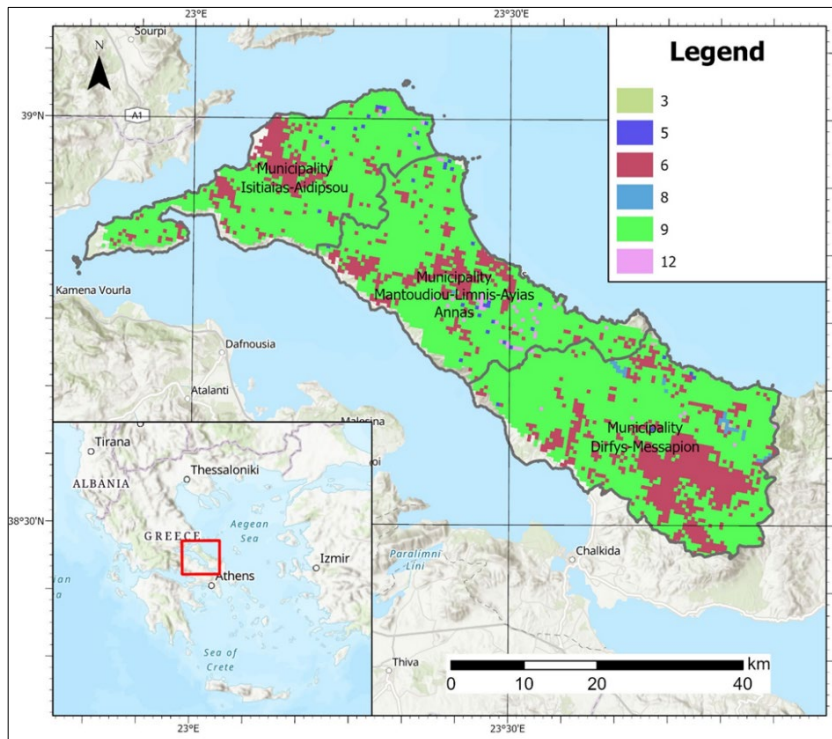 23°E
23°30'E
Sourpi
N
A1
39°N
Legend
3
5
6
8
9
12
Municipality
Isitiaias-Aidipsou
Kamena Vourla
Municipality
Mantoudiou-Limnis-Ayias
Annas
Dafnousia
Atalanti
Malesina
Municipality
Dirfys-Messapion
Tirana
ALBANIA
Thessaloniki
38°30'N
GREECE
Aegean
Sea
Izmir
Athens
Sea of
Crete
Paralimni
Lini
Chalkida
Thiva
km
0 10 20 40
23°E
23°30'E